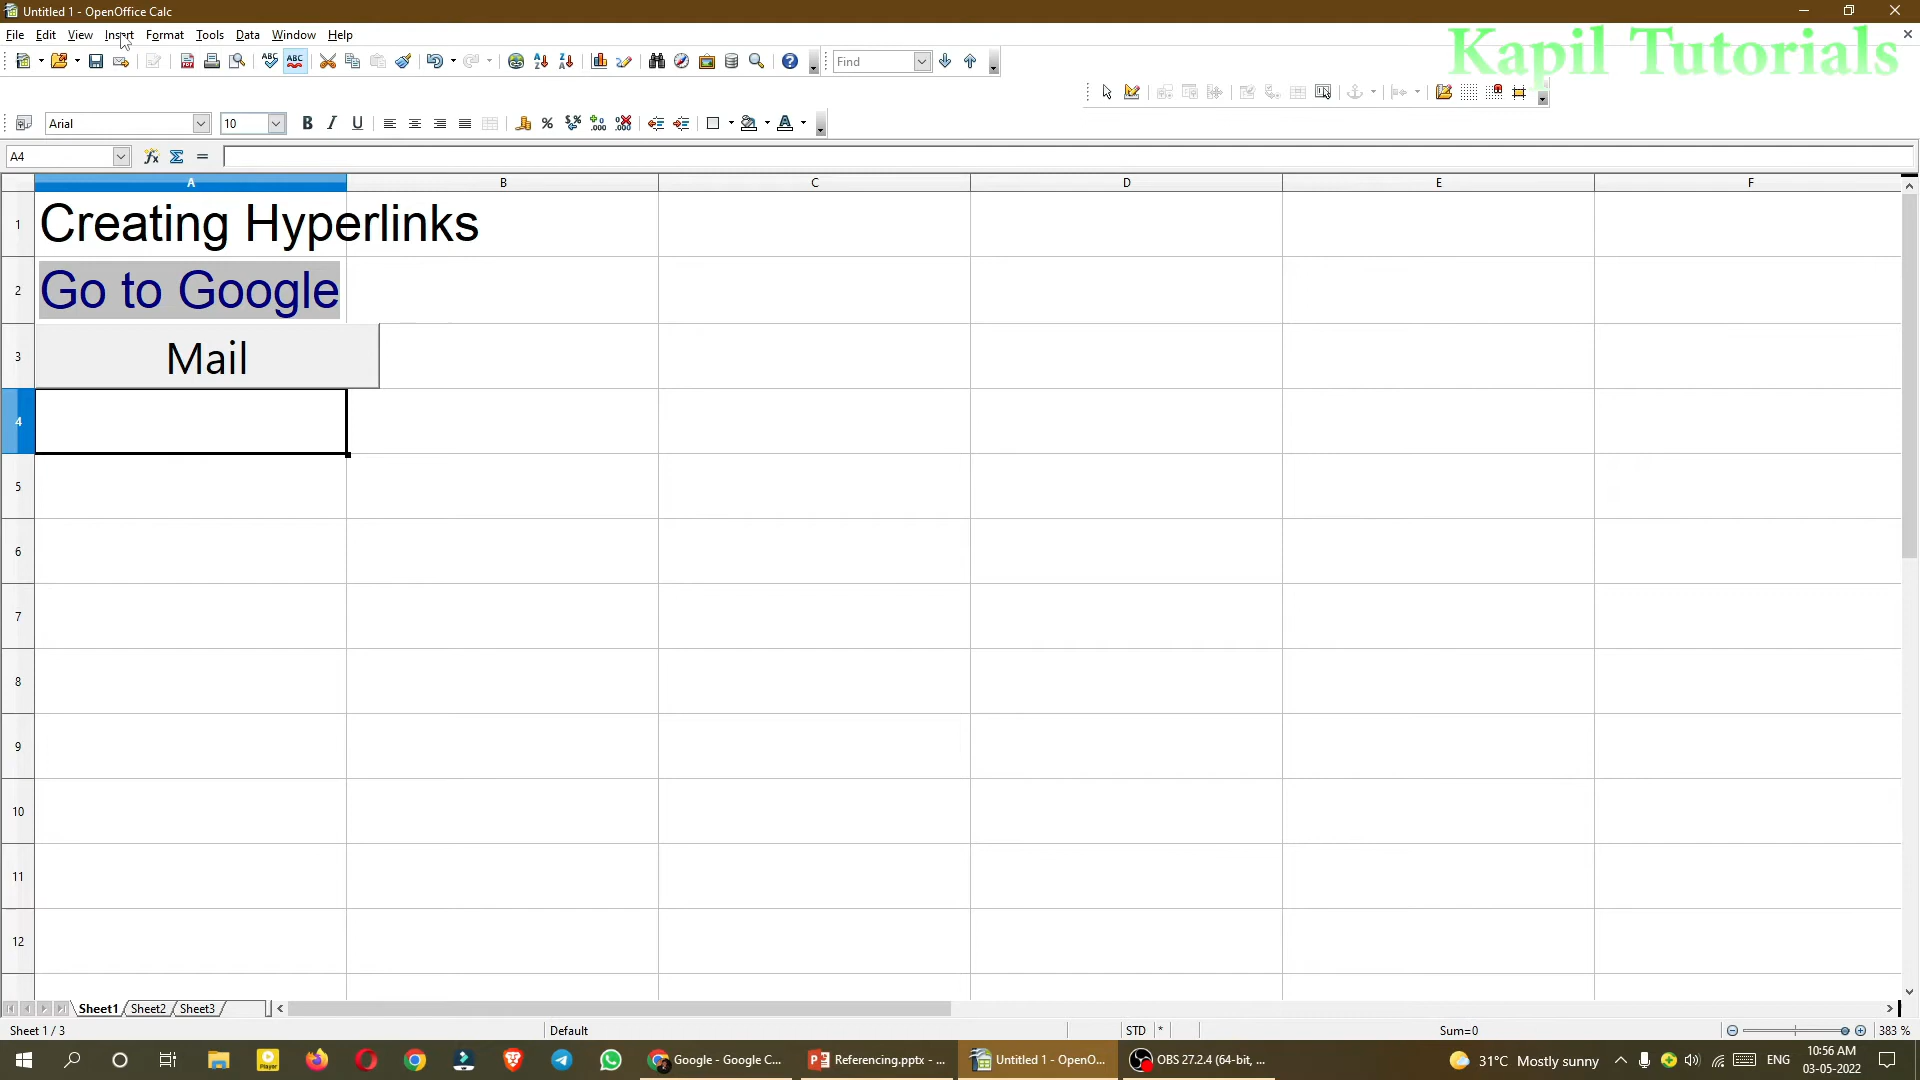 Untitled 1 - OpenOffice Calc
File Edit View Insert Format Tools Data Window Help
Kapil Tutorials
Find
Arial 10
A4
A B C D E F
1 Creating Hyperlinks
2 Go to Google
3 Mail
4
5
6
7
8
9
10
11
12
Sheet1 Sheet2 Sheet3
Sheet 1 / 3 Default STD * Sum=0 383 %
Google - Google C... Referencing.pptx - ... Untitled 1 - OpenO... OBS 27.2.4 (64-bit, ... 31°C Mostly sunny ENG 10:56 AM
03-05-2022